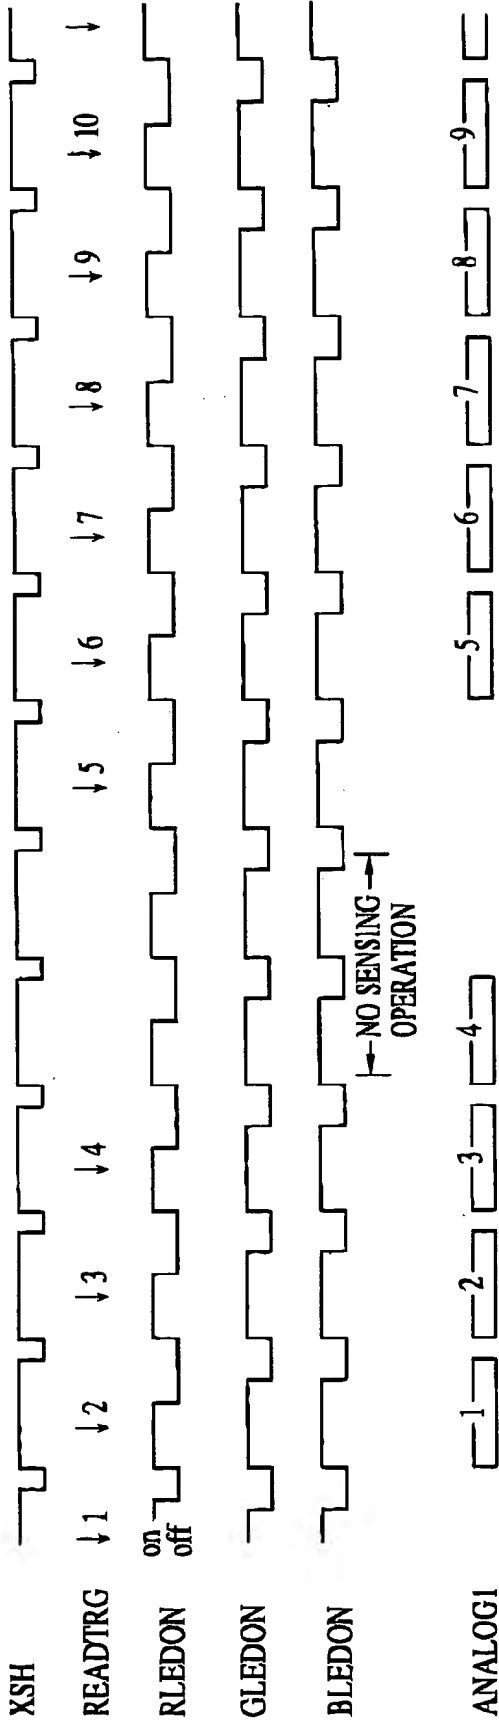 XSH
READTRG 1 2 3 4 5 6 7 8 9 10
RLEDON on
off
GLEDON
BLEDON
NO SENSING
OPERATION
ANALOG1 1 2 3 4 5 6 7 8 9